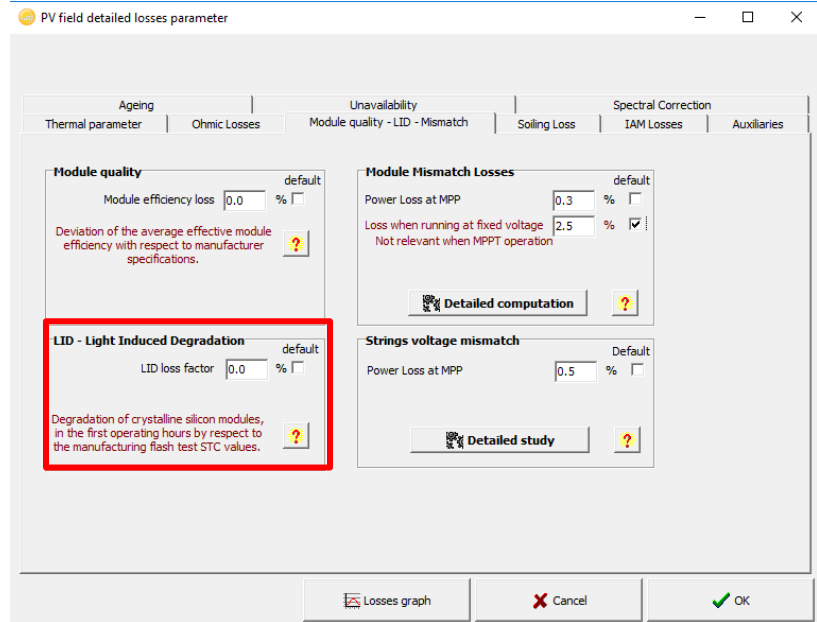 PV field detailed losses parameter
Ageing
Unavailability
Spectral Correction
Thermal parameter
Ohmic Losses
Module quality - LID - Mismatch
Soiling Loss
IAM Losses
Auxiliaries
Module quality
default
Module efficiency loss 0.0 %
Deviation of the average effective module
efficiency with respect to manufacturer
specifications.
?
Module Mismatch Losses
default
Power Loss at MPP 0.3 %
Loss when running at fixed voltage 2.5 %
Not relevant when MPPT operation
Detailed computation
?
LID - Light Induced Degradation
default
LID loss factor 0.0 %
Degradation of crystalline silicon modules,
in the first operating hours by respect to
the manufacturing flash test STC values.
?
Strings voltage mismatch
Default
Power Loss at MPP 0.5 %
Detailed study
?
Losses graph
Cancel
OK